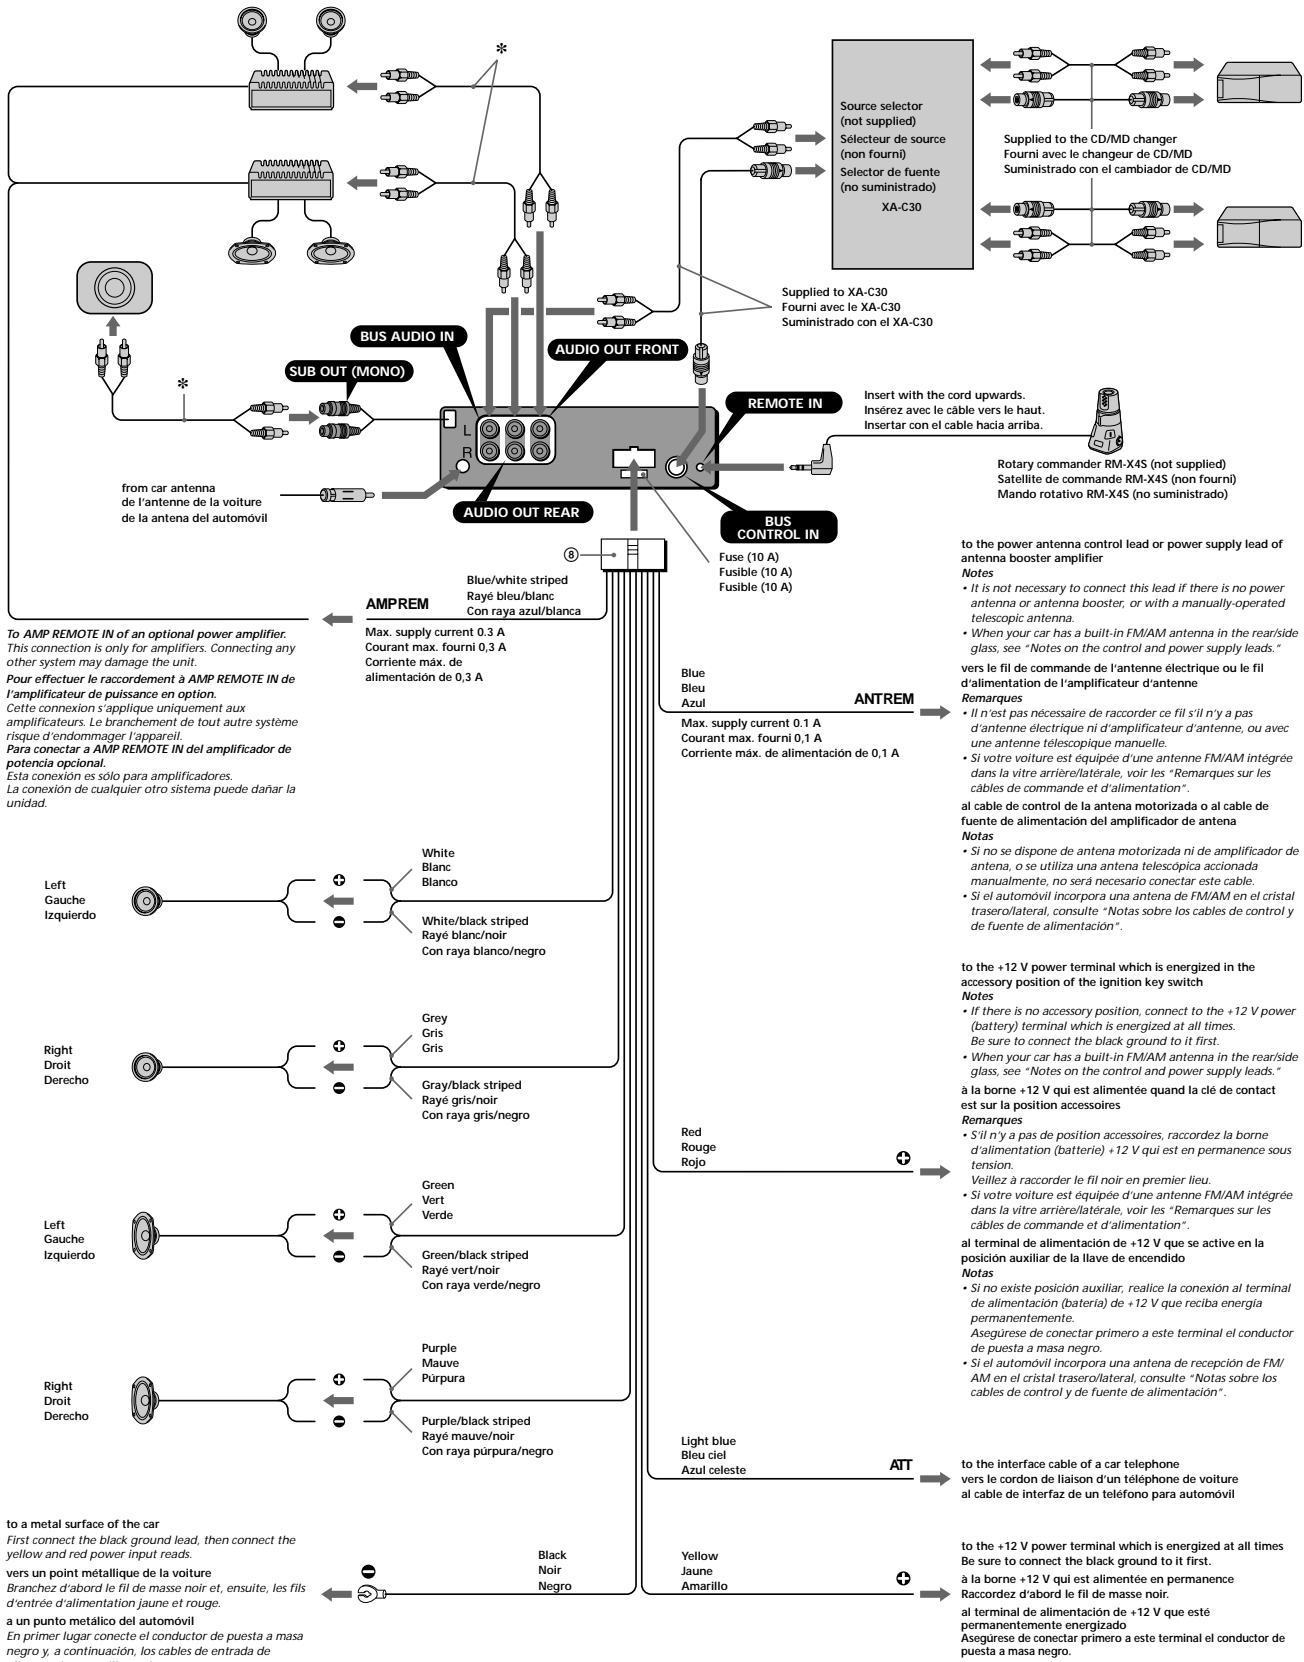 *
Source selector
(not supplied)
Sélecteur de source
(non fourni)
Selector de fuente
(no suministrado)
XA-C30
Supplied to the CD/MD changer
Fourni avec le changeur de CD/MD
Suministrado con el cambiador de CD/MD
Supplied to XA-C30
Fourni avec le XA-C30
Suministrado con el XA-C30
BUS AUDIO IN
AUDIO OUT FRONT
SUB OUT (MONO)
*
REMOTE IN
Insert with the cord upwards.
Insérez avec le câble vers le haut.
Insertar con el cable hacia arriba.
L
R
Rotary commander RM-X4S (not supplied)
Satellite de commande RM-X4S (non fourni)
Mando rotativo RM-X4S (no suministrado)
from car antenna
de l'antenne de la voiture
de la antena del automóvil
AUDIO OUT REAR
BUS
CONTROL IN
Fuse (10 A)
Fusible (10 A)
Fusible (10 A)
8
Blue/white striped
Rayé bleu/blanc
Con raya azul/blanca
AMPREM
Max. supply current 0.3 A
Courant max. fourni 0,3 A
Corriente máx. de
alimentación de 0,3 A
To AMP REMOTE IN of an optional power amplifier.
This connection is only for amplifiers. Connecting any
other system may damage the unit.
Pour effectuer le raccordement à AMP REMOTE IN de
l'amplificateur de puissance en option.
Cette connexion s'applique uniquement aux
amplificateurs. Le branchement de tout autre système
risque d'endommager l'appareil.
Para conectar a AMP REMOTE IN del amplificador de
potencia opcional.
Esta conexión es sólo para amplificadores.
La conexión de cualquier otro sistema puede dañar la
unidad.
Blue
Bleu
Azul
ANTREM
Max. supply current 0.1 A
Courant max. fourni 0,1 A
Corriente máx. de alimentación de 0,1 A
to the power antenna control lead or power supply lead of
antenna booster amplifier
Notes
• It is not necessary to connect this lead if there is no power
antenna or antenna booster, or with a manually-operated
telescopic antenna.
• When your car has a built-in FM/AM antenna in the rear/side
glass, see "Notes on the control and power supply leads."
vers le fil de commande de l'antenne électrique ou le fil
d'alimentation de l'amplificateur d'antenne
Remarques
• Il n'est pas nécessaire de raccorder ce fil s'il n'y a pas
d'antenne électrique ni d'amplificateur d'antenne, ou avec
une antenne télescopique manuelle.
• Si votre voiture est équipée d'une antenne FM/AM intégrée
dans la vitre arrière/latérale, voir les "Remarques sur les
câbles de commande et d'alimentation".
al cable de control de la antena motorizada o al cable de
fuente de alimentación del amplificador de antena
Notas
• Si no se dispone de antena motorizada ni de amplificador de
antena, o se utiliza una antena telescópica accionada
manualmente, no será necesario conectar este cable.
• Si el automóvil incorpora una antena de FM/AM en el cristal
trasero/lateral, consulte "Notas sobre los cables de control y
de fuente de alimentación".
Left
Gauche
Izquierdo
White
Blanc
Blanco
White/black striped
Rayé blanc/noir
Con raya blanco/negro
Right
Droit
Derecho
Grey
Gris
Gris
Gray/black striped
Rayé gris/noir
Con raya gris/negro
Left
Gauche
Izquierdo
Green
Vert
Verde
Green/black striped
Rayé vert/noir
Con raya verde/negro
Right
Droit
Derecho
Purple
Mauve
Púrpura
Purple/black striped
Rayé mauve/noir
Con raya púrpura/negro
Red
Rouge
Rojo
to the +12 V power terminal which is energized in the
accessory position of the ignition key switch
Notes
• If there is no accessory position, connect to the +12 V power
(battery) terminal which is energized at all times.
Be sure to connect the black ground to it first.
• When your car has a built-in FM/AM antenna in the rear/side
glass, see "Notes on the control and power supply leads."
à la borne +12 V qui est alimentée quand la clé de contact
est sur la position accessoires
Remarques
• S'il n'y a pas de position accessoires, raccordez la borne
d'alimentation (batterie) +12 V qui est en permanence sous
tension.
Veillez à raccorder le fil noir en premier lieu.
• Si votre voiture est équipée d'une antenne FM/AM intégrée
dans la vitre arrière/latérale, voir les "Remarques sur les
câbles de commande et d'alimentation".
al terminal de alimentación de +12 V que se active en la
posición auxiliar de la llave de encendido
Notas
• Si no existe posición auxiliar, realice la conexión al terminal
de alimentación (batería) de +12 V que reciba energía
permanentemente.
Asegúrese de conectar primero a este terminal el conductor
de puesta a masa negro.
• Si el automóvil incorpora una antena de recepción de FM/
AM en el cristal trasero/lateral, consulte "Notas sobre los
cables de control y de fuente de alimentación".
Light blue
Bleu ciel
Azul celeste
ATT
to the interface cable of a car telephone
vers le cordon de liaison d'un téléphone de voiture
al cable de interfaz de un teléfono para automóvil
to a metal surface of the car
First connect the black ground lead, then connect the
yellow and red power input reads.
vers un point métallique de la voiture
Branchez d'abord le fil de masse noir et, ensuite, les fils
d'entrée d'alimentation jaune et rouge.
a un punto metálico del automóvil
En primer lugar conecte el conductor de puesta a masa
negro y, a continuación, los cables de entrada de
Black
Noir
Negro
Yellow
Jaune
Amarillo
to the +12 V power terminal which is energized at all times
Be sure to connect the black ground to it first.
à la borne +12 V qui est alimentée en permanence
Raccordez d'abord le fil de masse noir.
al terminal de alimentación de +12 V que esté
permanentemente energizado
Asegúrese de conectar primero a este terminal el conductor de
puesta a masa negro.